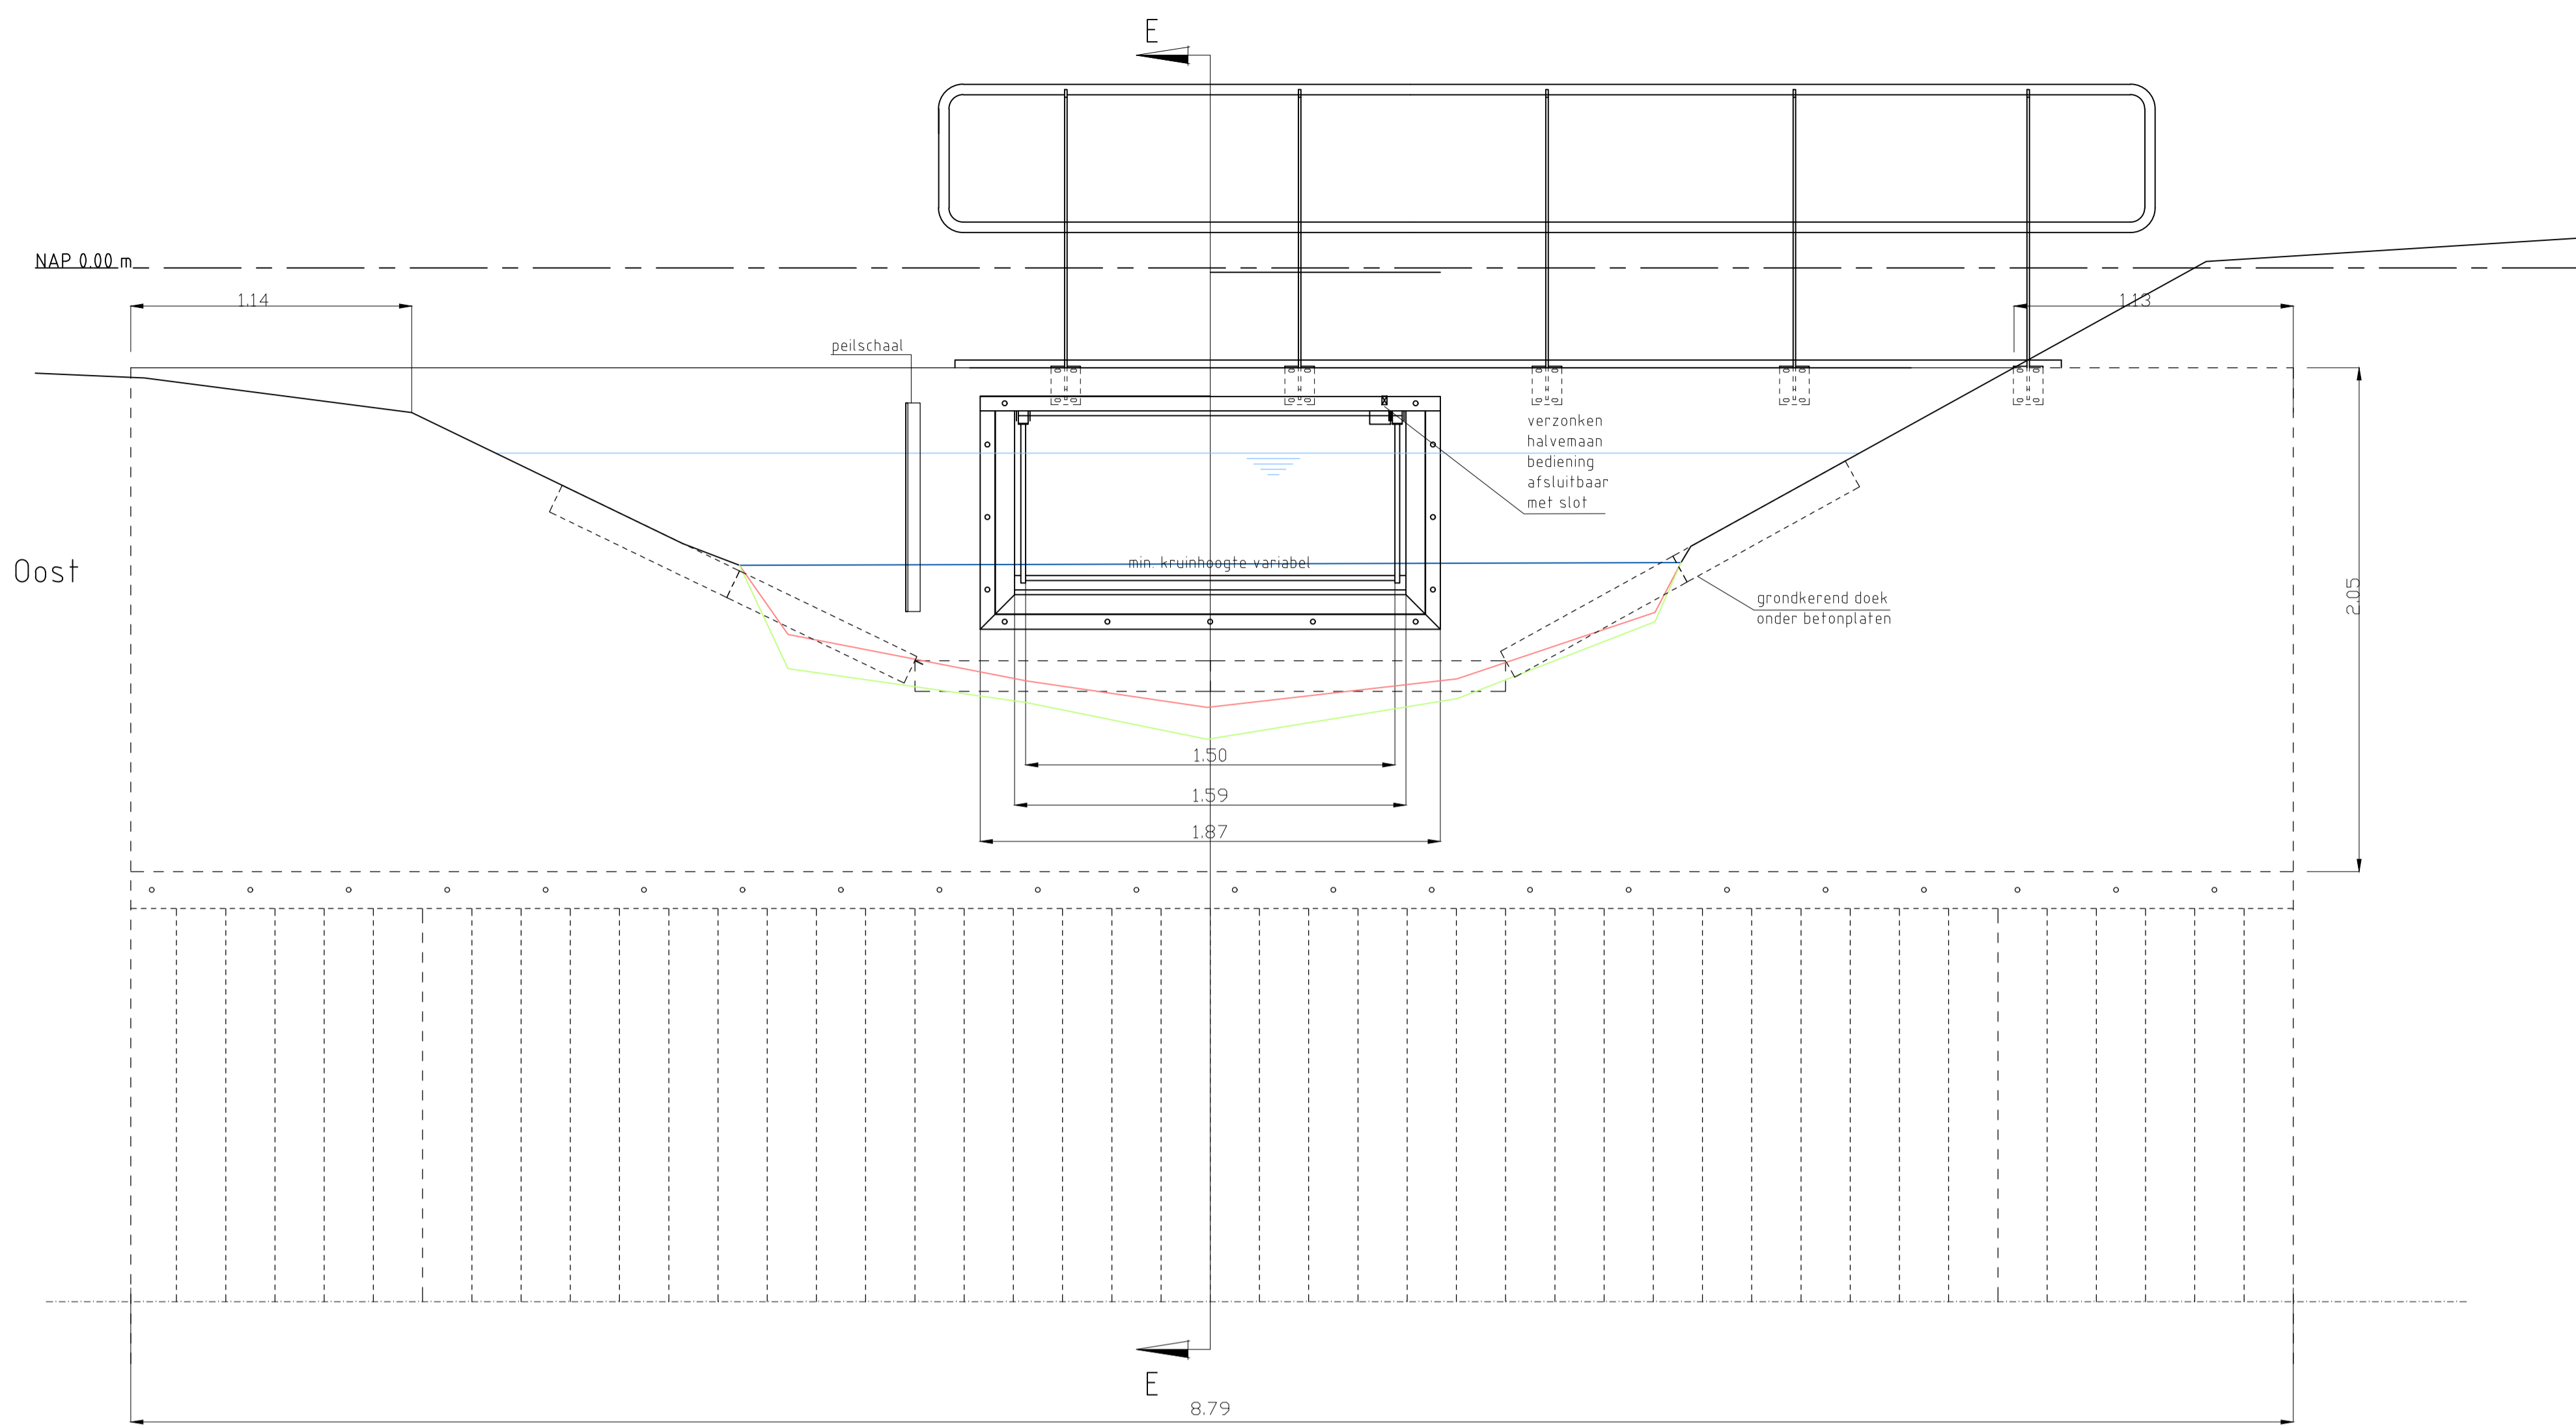 E
NAP 0.00 m
1.14
1.13
peilschaal
verzonken
halvemaan
bediening
afsluitbaar
met slot
min. kruinhoogte variabel
Oost
grondkerend doek
onder betonplaten
2.05
1.50
1.59
1.87
E
8.79